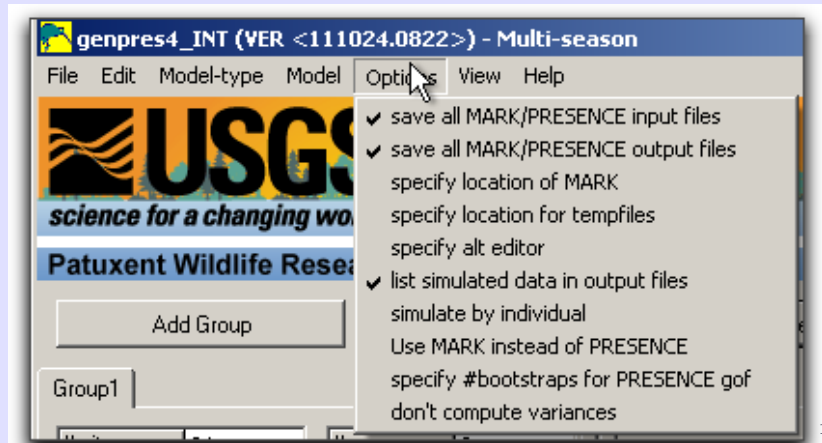 genpres4_INT (VER <111024.0822>) - Multi-season
File Edit Model-type Model Options View Help
USGS
science for a changing
Patuxent Wildlife
Add Group
Group1
save all MARK/PRESENCE input files
save all MARK/PRESENCE output files
specify location of MARK
specify location for tempfiles
specify alt editor
list simulated data in output files
simulate by individual
Use MARK instead of PRESENCE
specify #bootstraps for PRESENCE gof
don't compute variances